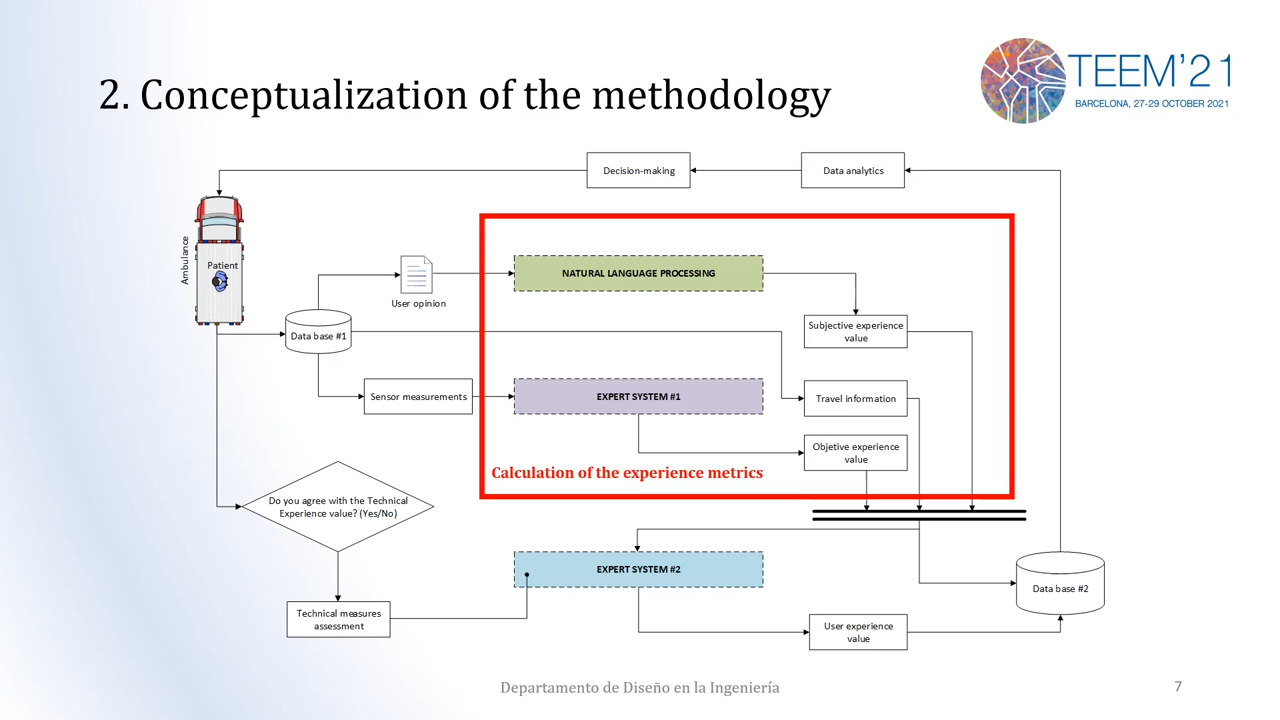 2. Conceptualization of the methodology
TEEM’21
BARCELONA, 27-29 OCTOBER 2021
Decision-making
Data analytics
Ambulance
Patient
User opinion
NATURAL LANGUAGE PROCESSING
Data base #1
Subjective experience
value
Sensor measurements
EXPERT SYSTEM #1
Travel information
Objetive experience
value
Calculation of the experience metrics
Do you agree with the Technical
Experience value? (Yes/No)
EXPERT SYSTEM #2
Data base #2
Technical measures
assessment
User experience
value
Departamento de Diseño en la Ingeniería
7